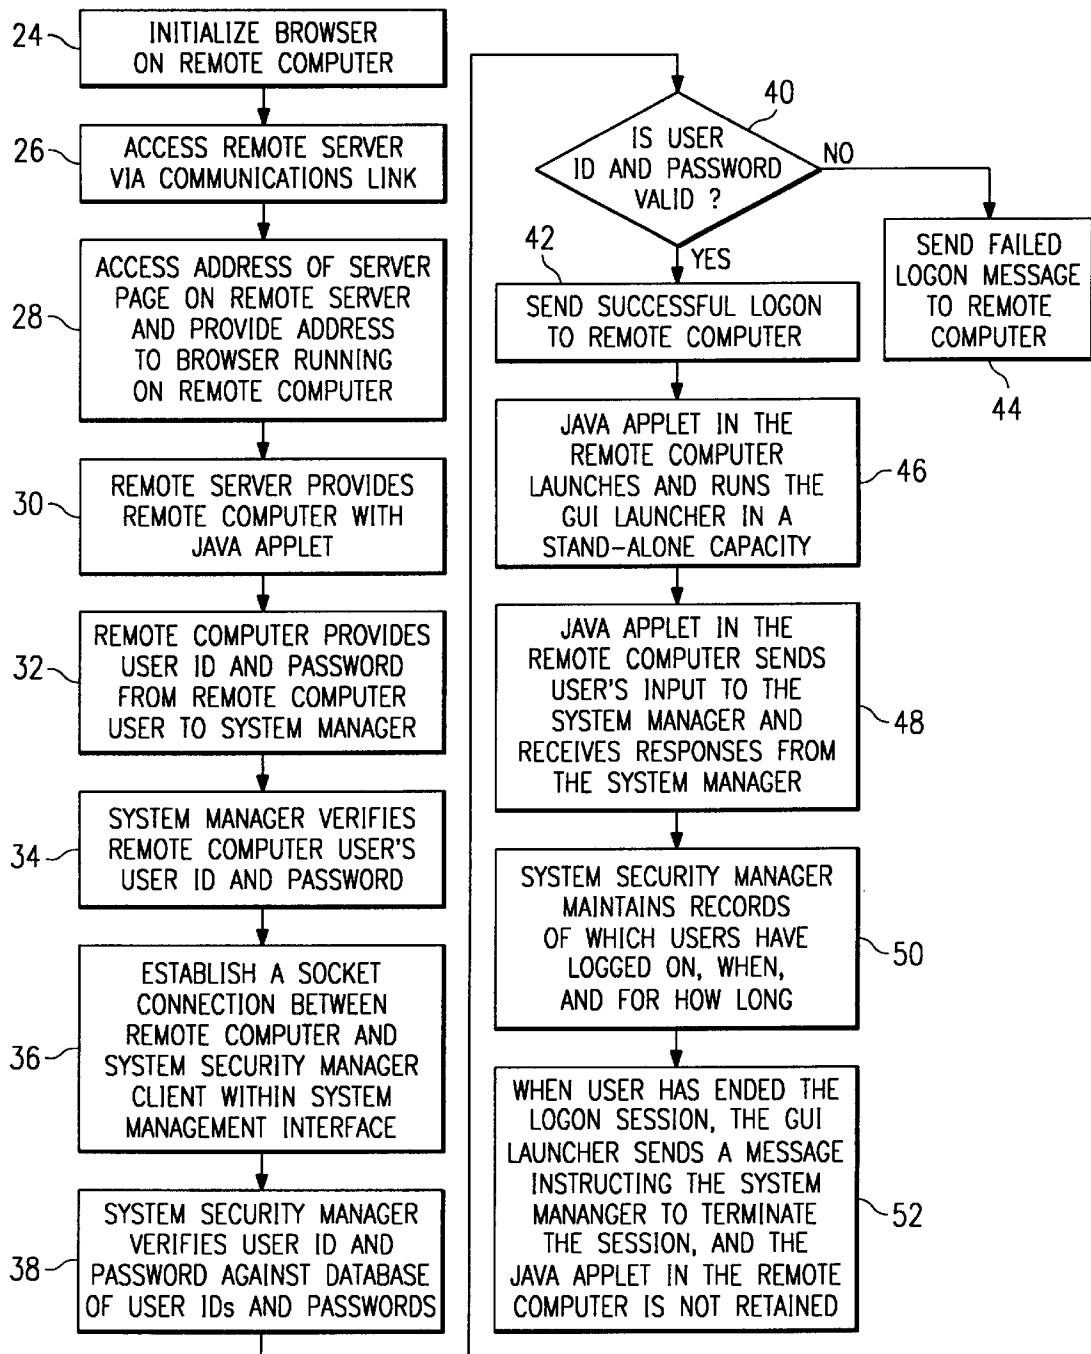 24
INITIALIZE BROWSER
ON REMOTE COMPUTER
26
ACCESS REMOTE SERVER
VIA COMMUNICATIONS LINK
28
ACCESS ADDRESS OF SERVER
PAGE ON REMOTE SERVER
AND PROVIDE ADDRESS
TO BROWSER RUNNING
ON REMOTE COMPUTER
30
REMOTE SERVER PROVIDES
REMOTE COMPUTER WITH
JAVA APPLET
32
REMOTE COMPUTER PROVIDES
USER ID AND PASSWORD
FROM REMOTE COMPUTER
USER TO SYSTEM MANAGER
34
SYSTEM MANAGER VERIFIES
REMOTE COMPUTER USER'S
USER ID AND PASSWORD
36
ESTABLISH A SOCKET
CONNECTION BETWEEN
REMOTE COMPUTER AND
SYSTEM SECURITY MANAGER
CLIENT WITHIN SYSTEM
MANAGEMENT INTERFACE
38
SYSTEM SECURITY MANAGER
VERIFIES USER ID AND
PASSWORD AGAINST DATABASE
OF USER IDs AND PASSWORDS
40
IS USER
ID AND PASSWORD
VALID ?
NO
YES
42
SEND SUCCESSFUL LOGON
TO REMOTE COMPUTER
SEND FAILED
LOGON MESSAGE
TO REMOTE
COMPUTER
44
JAVA APPLET IN THE
REMOTE COMPUTER
LAUNCHES AND RUNS THE
GUI LAUNCHER IN A
STAND-ALONE CAPACITY
46
JAVA APPLET IN THE
REMOTE COMPUTER SENDS
USER'S INPUT TO THE
SYSTEM MANAGER AND
RECEIVES RESPONSES FROM
THE SYSTEM MANAGER
48
SYSTEM SECURITY MANAGER
MAINTAINS RECORDS
OF WHICH USERS HAVE
LOGGED ON, WHEN,
AND FOR HOW LONG
50
WHEN USER HAS ENDED THE
LOGON SESSION, THE GUI
LAUNCHER SENDS A MESSAGE
INSTRUCTING THE SYSTEM
MANANGER TO TERMINATE
THE SESSION, AND THE
JAVA APPLET IN THE REMOTE
COMPUTER IS NOT RETAINED
52